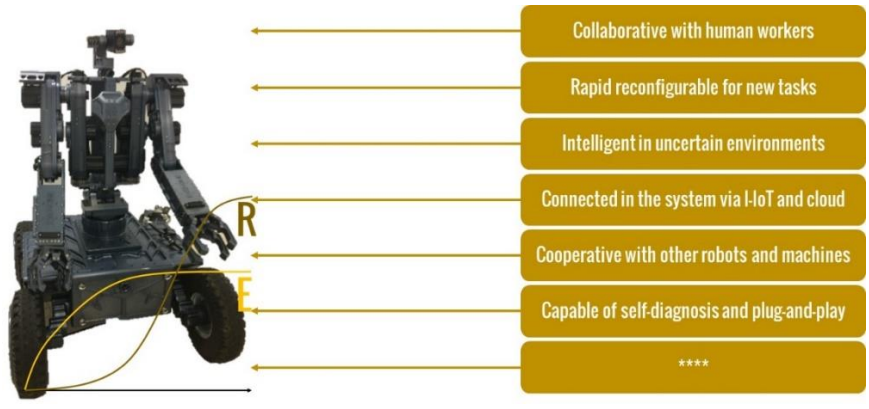 Collaborative with human workers
Rapid reconfigurable for new tasks
Intelligent in uncertain environments
Connected in the system via I-IoT and cloud
R
Cooperative with other robots and machines
E
Capable of self-diagnosis and plug-and-play
****